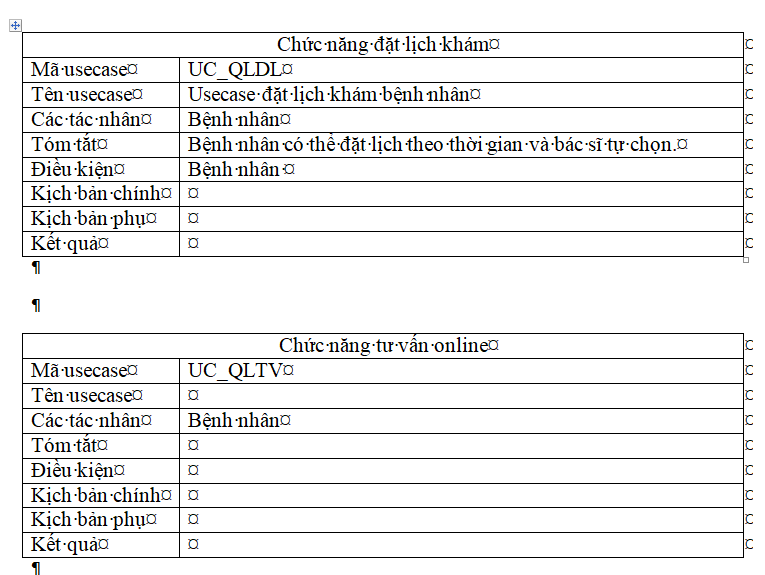 Chức năng đặt lịch khám
Mã usecase UC_QLDL
Tên usecase Usecase đặt lịch khám bệnh nhân
Các tác nhân Bệnh nhân
Tóm tắt Bệnh nhân có thể đặt lịch theo thời gian và bác sĩ tự chọn.
Điều kiện Bệnh nhân
Kịch bản chính
Kịch bản phụ
Kết quả
Chức năng tư vấn online
Mã usecase UC_QLTV
Tên usecase
Các tác nhân Bệnh nhân
Tóm tắt
Điều kiện
Kịch bản chính
Kịch bản phụ
Kết quả